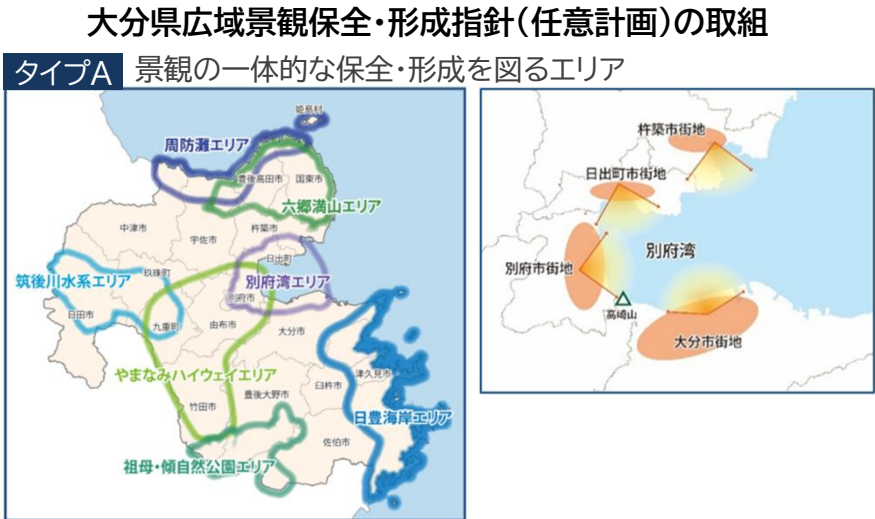 大分県広域景観保全・形成指針（任意計画）の取組
タイプA 景観の一体的な保全・形成を図るエリア
姫島村
周防灘エリア
豊後高田市
国東市
六郷満山エリア
中津市
宇佐市
杵築市
日出町
筑後川水系エリア
玖珠町
別府湾エリア
別府市
日田市
九重町
由布市
大分市
やまなみハイウェイエリア
津久見市
臼杵市
豊後大野市
竹田市
日豊海岸エリア
佐伯市
祖母・傾自然公園エリア
杵築市街地
日出町市街地
別府湾
別府市街地
高崎山
大分市街地